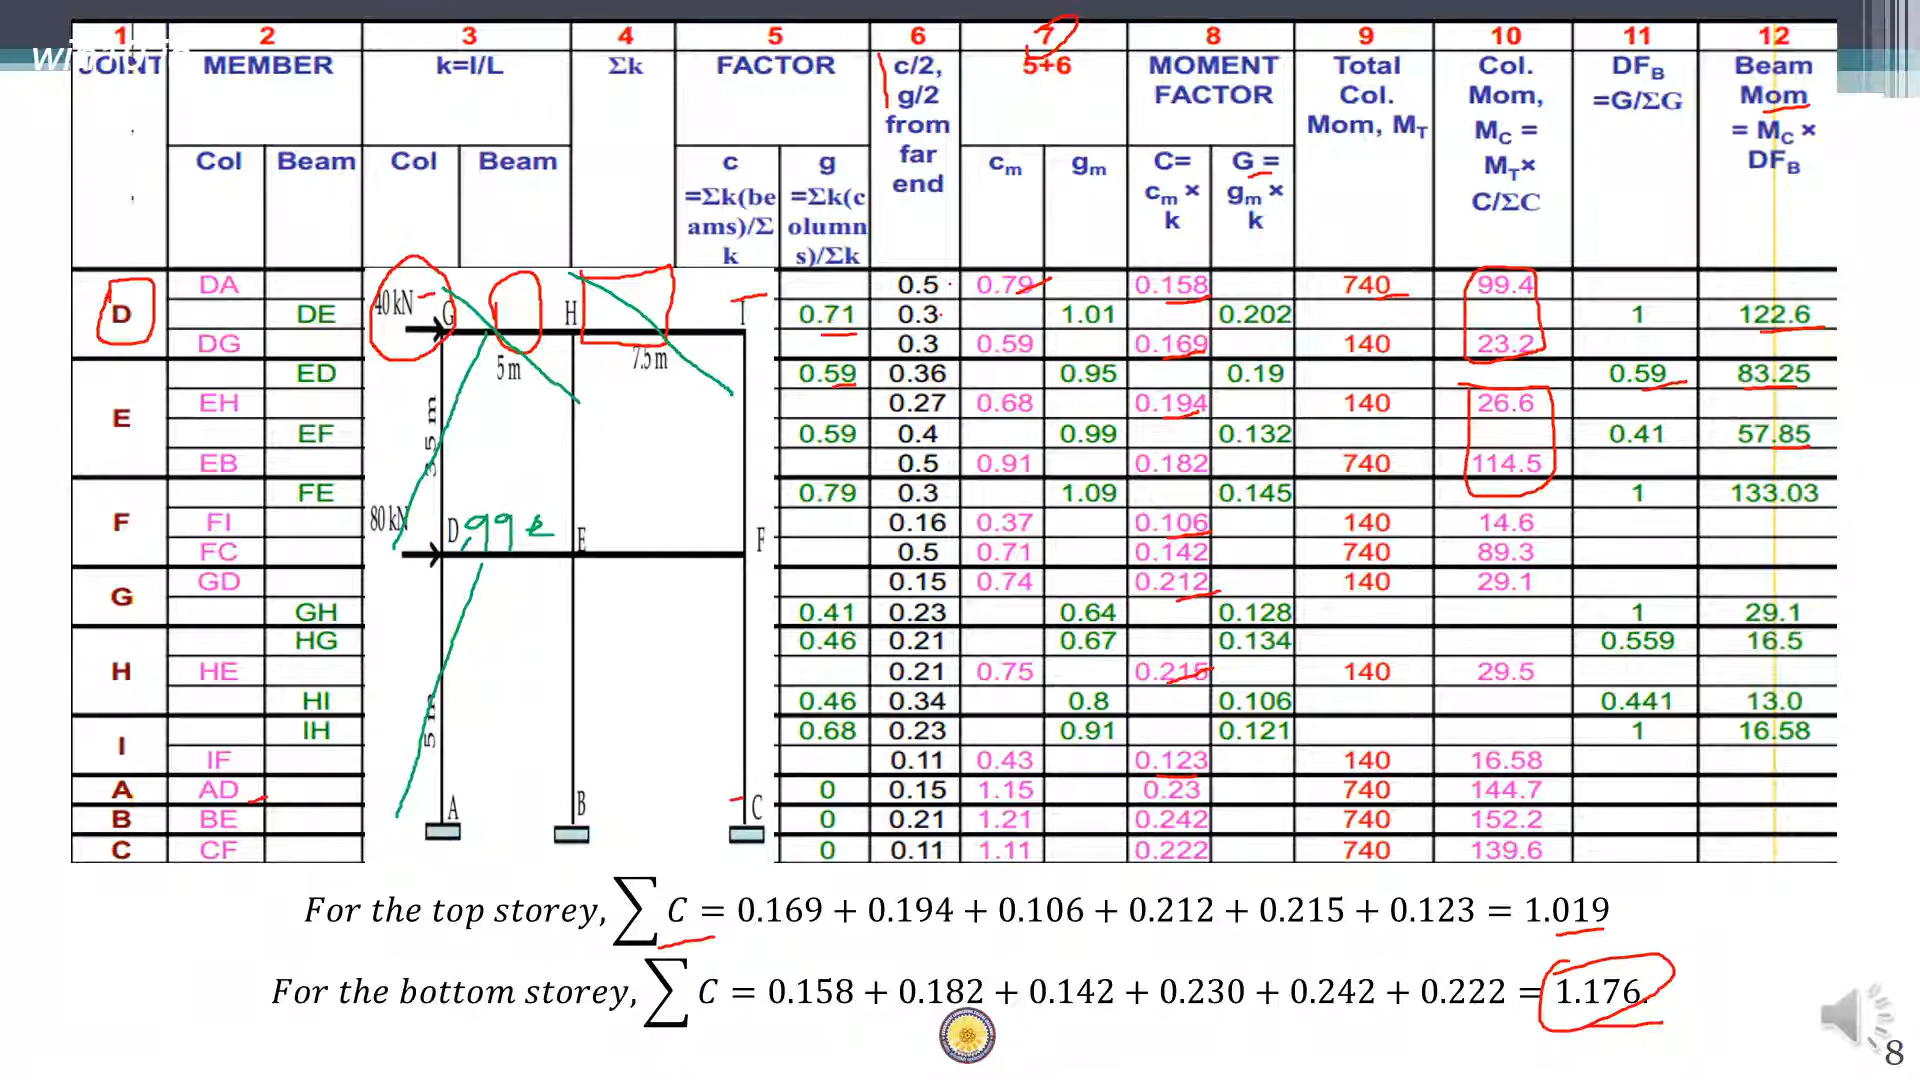 1 2 3 4 5 6 7 8 9 10 11 12
JOINT MEMBER k=I/L Σk FACTOR c/2, g/2 from far end 5+6 MOMENT FACTOR Total Col. Mom, M_T Col. Mom, M_C = M_T× C/ΣC DF_B =G/ΣG Beam Mom = M_C × DF_B
Col Beam Col Beam c =Σk(beams)/Σk g =Σk(columns)/Σk c_m g_m C= c_m × k G = g_m × k
D DA 0.5 0.79 0.158 740 99.4
DE 0.71 0.3 1.01 0.202 1 122.6
DG 0.3 0.59 0.169 140 23.2
E ED 0.59 0.36 0.95 0.19 0.59 83.25
EH 0.27 0.68 0.194 140 26.6
EF 0.59 0.4 0.99 0.132 0.41 57.85
EB 0.5 0.91 0.182 740 114.5
F FE 0.79 0.3 1.09 0.145 1 133.03
FI 0.16 0.37 0.106 140 14.6
FC 0.5 0.71 0.142 740 89.3
G GD 0.15 0.74 0.212 140 29.1
GH 0.41 0.23 0.64 0.128 1 29.1
H HG 0.46 0.21 0.67 0.134 0.559 16.5
HE 0.21 0.75 0.215 140 29.5
HI 0.46 0.34 0.8 0.106 0.441 13.0
I IH 0.68 0.23 0.91 0.121 1 16.58
IF 0.11 0.43 0.123 140 16.58
A AD 0 0.15 1.15 0.23 740 144.7
B BE 0 0.21 1.21 0.242 740 152.2
C CF 0 0.11 1.11 0.222 740 139.6
40 kN G H I
5 m 7.5 m
3.5 m
80 kN D 99 E F
5 m
A B C
For the top storey, ∑ C = 0.169 + 0.194 + 0.106 + 0.212 + 0.215 + 0.123 = 1.019
For the bottom storey, ∑ C = 0.158 + 0.182 + 0.142 + 0.230 + 0.242 + 0.222 = 1.176.
8